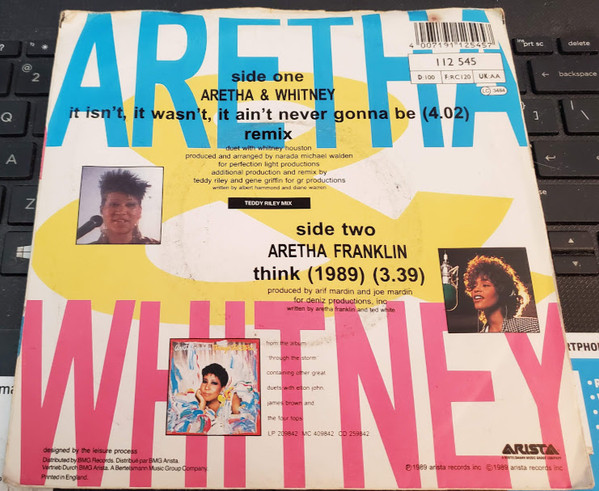 ARETHA
4 007191 125457
112 545
D:100 F:RC120 UK:AA
LC 3484
side one
ARETHA & WHITNEY
it isn't, it wasn't, it ain't never gonna be (4.02)
remix
duet with whitney houston
produced and arranged by narada michael walden
for perfection light productions
additional production and remix by
teddy riley and gene griffin for gr productions
written by albert hammond and diane warren
TEDDY RILEY MIX
side two
ARETHA FRANKLIN
think (1989) (3.39)
produced by arif mardin and joe mardin
for deniz productions, inc
written by aretha franklin and ted white
&
WHITNEY
from the album
'through the storm'
containing other great
duets with elton john,
james brown and
the four tops
LP 209842 MC 409842 CD 259842
designed by the leisure process
Distributed by BMG Records. Distribué par BMG Ariola.
Vertrieb Durch BMG Ariola. A Bertelsmann Music Group Company.
Printed in England.
ARISTA
A BERTELSMANN MUSIC GROUP COMPANY
℗ 1989 arista records inc. © 1989 arista records inc.
prt sc
delete
backspace
ARTPHO